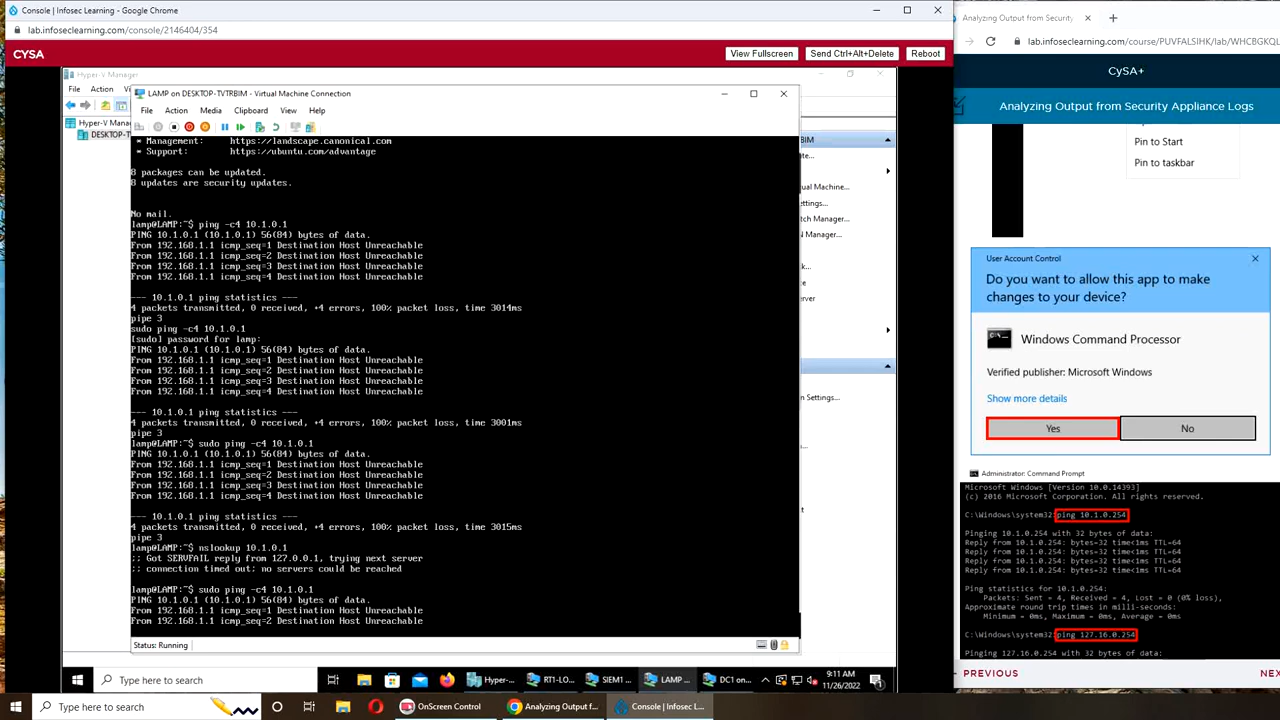 Console | Infosec Learning - Google Chrome
lab.infoseclearning.com/console/2146404/354
CYSA
View Fullscreen
Send Ctrl+Alt+Delete
Reboot
Hyper-V Manager
File Action
Hyper-V Mana
DESKTOP-T
LAMP on DESKTOP-TVTRBIM - Virtual Machine Connection
File Action Media Clipboard View Help
* Management: https://landscape.canonical.com
* Support: https://ubuntu.com/advantage
8 packages can be updated.
8 updates are security updates.
No mail.
lamp@LAMP:~$ ping -c4 10.1.0.1
PING 10.1.0.1 (10.1.0.1) 56(84) bytes of data.
From 192.168.1.1 icmp_seq=1 Destination Host Unreachable
From 192.168.1.1 icmp_seq=2 Destination Host Unreachable
From 192.168.1.1 icmp_seq=3 Destination Host Unreachable
From 192.168.1.1 icmp_seq=4 Destination Host Unreachable
--- 10.1.0.1 ping statistics ---
4 packets transmitted, 0 received, +4 errors, 100% packet loss, time 3014ms
pipe 3
sudo ping -c4 10.1.0.1
[sudo] password for lamp:
PING 10.1.0.1 (10.1.0.1) 56(84) bytes of data.
From 192.168.1.1 icmp_seq=1 Destination Host Unreachable
From 192.168.1.1 icmp_seq=2 Destination Host Unreachable
From 192.168.1.1 icmp_seq=3 Destination Host Unreachable
From 192.168.1.1 icmp_seq=4 Destination Host Unreachable
--- 10.1.0.1 ping statistics ---
4 packets transmitted, 0 received, +4 errors, 100% packet loss, time 3001ms
pipe 3
lamp@LAMP:~$ sudo ping -c4 10.1.0.1
PING 10.1.0.1 (10.1.0.1) 56(84) bytes of data.
From 192.168.1.1 icmp_seq=1 Destination Host Unreachable
From 192.168.1.1 icmp_seq=2 Destination Host Unreachable
From 192.168.1.1 icmp_seq=3 Destination Host Unreachable
From 192.168.1.1 icmp_seq=4 Destination Host Unreachable
--- 10.1.0.1 ping statistics ---
4 packets transmitted, 0 received, +4 errors, 100% packet loss, time 3015ms
pipe 3
lamp@LAMP:~$ nslookup 10.1.0.1
;; Got SERVFAIL reply from 127.0.0.1, trying next server
;; connection timed out; no servers could be reached
lamp@LAMP:~$ sudo ping -c4 10.1.0.1
PING 10.1.0.1 (10.1.0.1) 56(84) bytes of data.
From 192.168.1.1 icmp_seq=1 Destination Host Unreachable
From 192.168.1.1 icmp_seq=2 Destination Host Unreachable
Status: Running
BIM
te...
ual Machine...
ettings...
tch Manager...
N Manager...
k...
ce
erver
n Settings...
Type here to search
Hyper-...
RT1-LO...
SIEM1 ...
LAMP ...
DC1 on...
9:11 AM
11/26/2022
Analyzing Output from Security
lab.infoseclearning.com/course/PUVFALSIHK/lab/WHCBGKQL
CySA+
Analyzing Output from Security Appliance Logs
Pin to Start
Pin to taskbar
User Account Control
Do you want to allow this app to make
changes to your device?
Windows Command Processor
Verified publisher: Microsoft Windows
Show more details
Yes
No
Administrator: Command Prompt
Microsoft Windows [Version 10.0.14393]
(c) 2016 Microsoft Corporation. All rights reserved.
C:\Windows\system32>ping 10.1.0.254
Pinging 10.1.0.254 with 32 bytes of data:
Reply from 10.1.0.254: bytes=32 time<1ms TTL=64
Reply from 10.1.0.254: bytes=32 time<1ms TTL=64
Reply from 10.1.0.254: bytes=32 time<1ms TTL=64
Reply from 10.1.0.254: bytes=32 time<1ms TTL=64
Ping statistics for 10.1.0.254:
Packets: Sent = 4, Received = 4, Lost = 0 (0% loss),
Approximate round trip times in milli-seconds:
Minimum = 0ms, Maximum = 0ms, Average = 0ms
C:\Windows\system32>ping 127.16.0.254
Pinging 127.16.0.254 with 32 bytes of data:
PREVIOUS
NEX
Type here to search
OnScreen Control
Analyzing Output f...
Console | Infosec L...